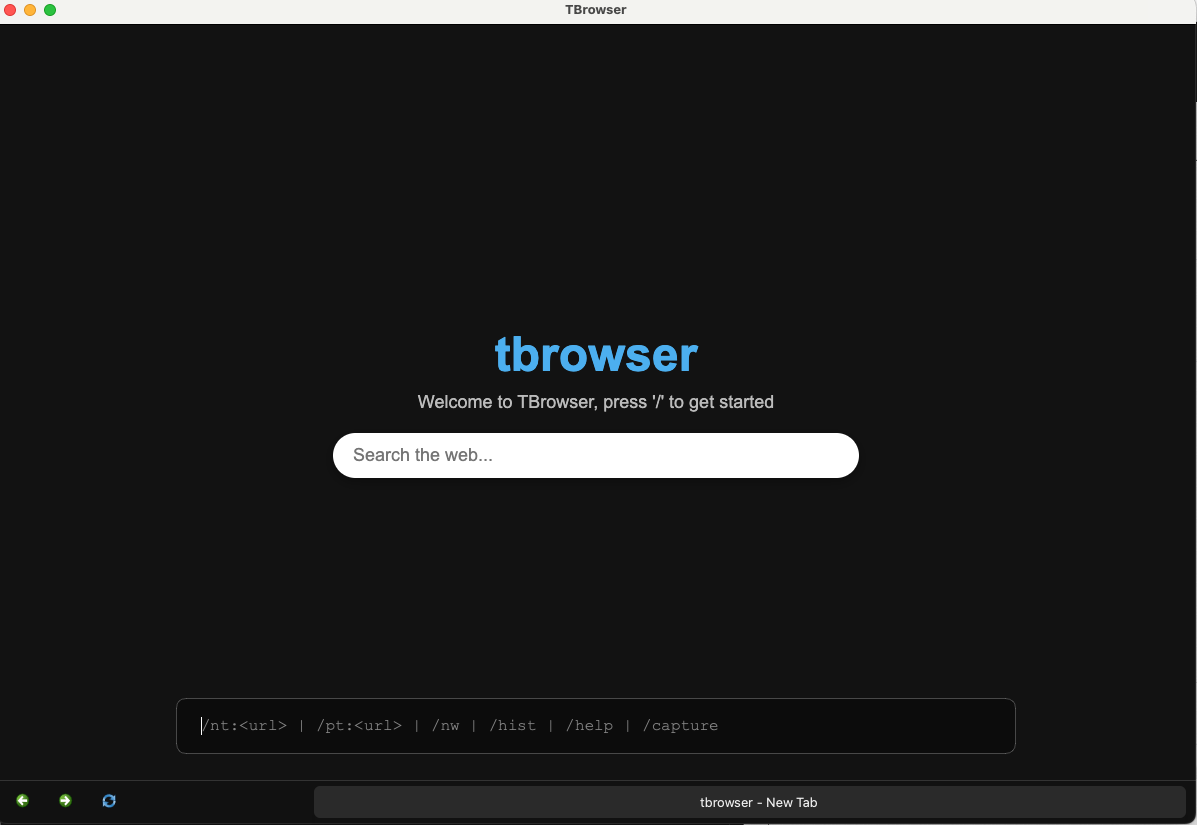 TBrowser
tbrowser
Welcome to TBrowser, press '/' to get started
Search the web...
/nt:<url> | /pt:<url> | /nw | /hist | /help | /capture
tbrowser - New Tab